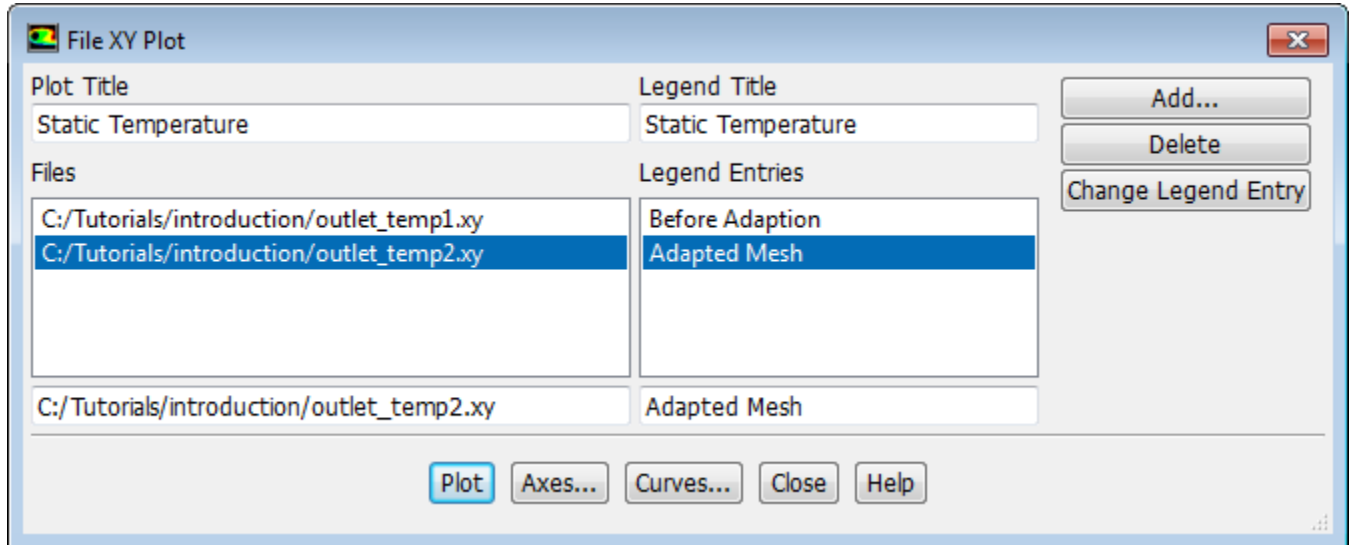 File XY Plot
Plot Title
Legend Title
Add...
Static Temperature
Static Temperature
Delete
Files
Legend Entries
Change Legend Entry
C:/Tutorials/introduction/outlet_temp1.xy
Before Adaption
C:/Tutorials/introduction/outlet_temp2.xy
Adapted Mesh
C:/Tutorials/introduction/outlet_temp2.xy
Adapted Mesh
Plot
Axes...
Curves...
Close
Help